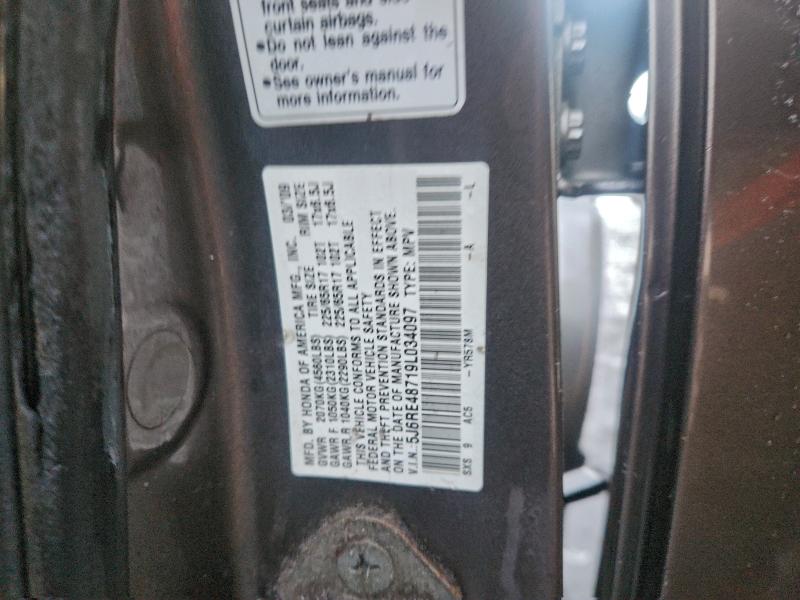 front seats and side
curtain airbags.
•Do not lean against the
door.
•See owner's manual for
more information.
MFD. BY HONDA OF AMERICA MFG., INC. 03/'09
TIRE SIZE RIM SIZE
GVWR 2070KG(4560LBS)
GAWR F 1050KG(2310LBS) 225/65R17 102T 17x6.5J
GAWR R 1040KG(2290LBS) 225/65R17 102T 17x6.5J
THIS VEHICLE CONFORMS TO ALL APPLICABLE
FEDERAL MOTOR VEHICLE SAFETY
AND THEFT PREVENTION STANDARDS IN EFFECT
ON THE DATE OF MANUFACTURE SHOWN ABOVE.
V.I.N.:5J6RE48719L034097 TYPE: MPV
SXS 9 AC5 -YR578M -A -L